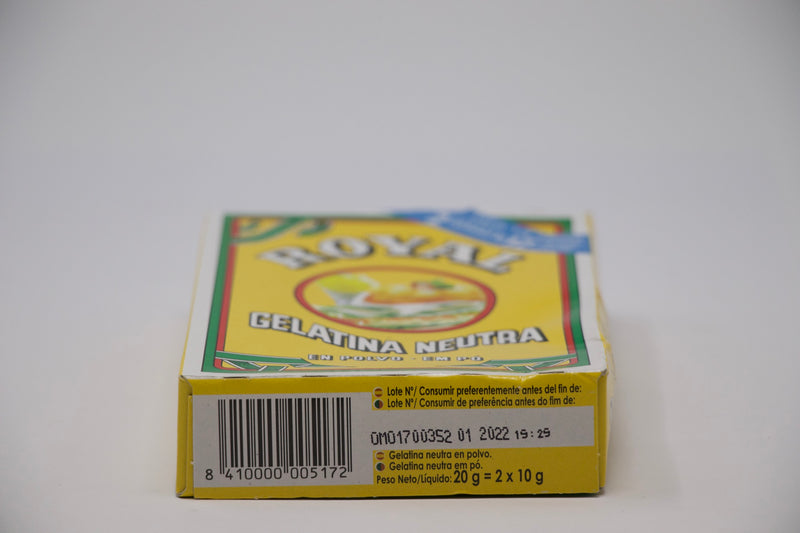 ROYAL
GELATINA NEUTRA
EN POLVO - EM PÓ
Lote Nº/ Consumir preferentemente antes del fin de:
Lote Nº/ Consumir de preferência antes do fim de:
OMO1700352 01 2022 19:29
Gelatina neutra en polvo.
Gelatina neutra em pó.
Peso Neto/Líquido: 20 g = 2 x 10 g
8 410000 005172